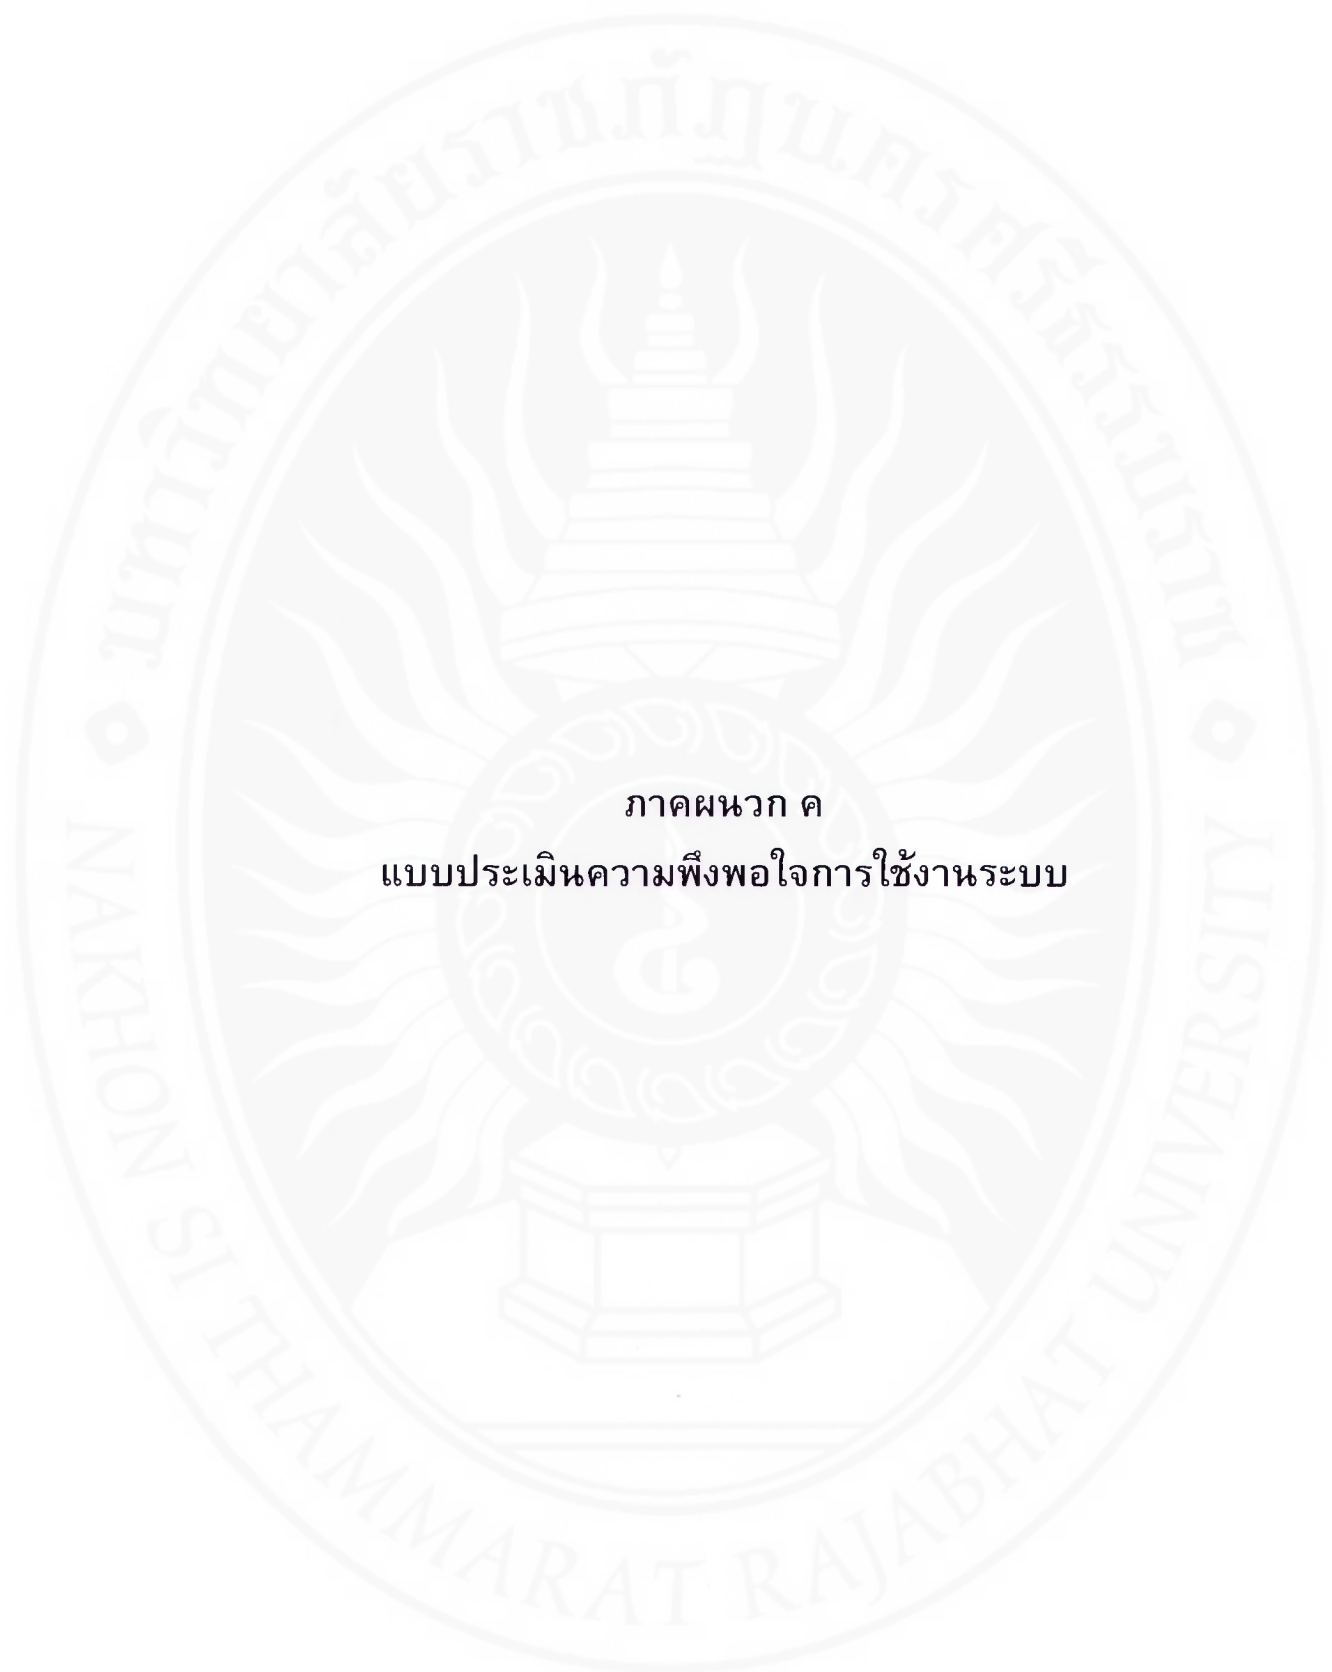 มหาวิทยาลัยราชภัฏนครศรีธรรมราช
ภาคผนวก ค
แบบประเมินความพึงพอใจการใช้งานระบบ
NAKHON SI THAMMARAT RAJABHAT UNIVERSITY